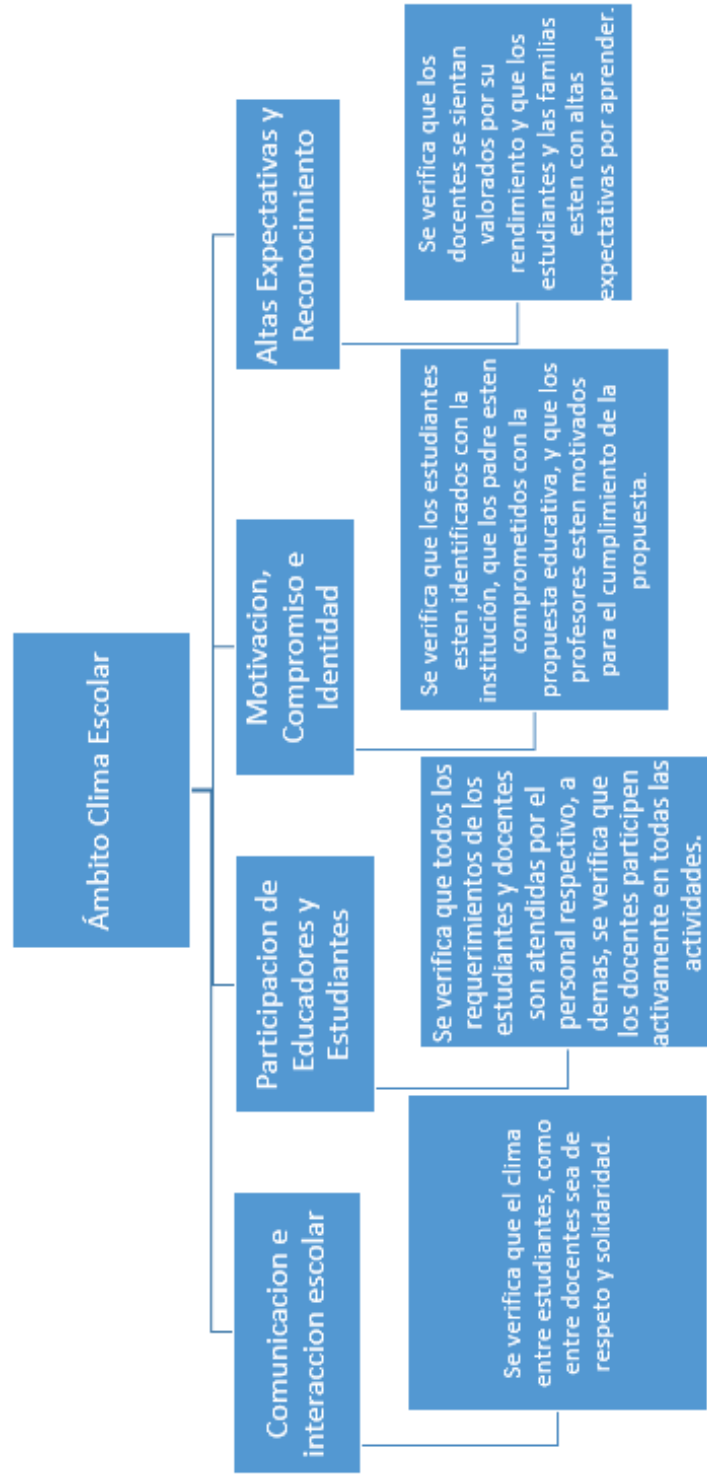 Ámbito Clima Escolar
Comunicacion e
interaccion escolar
Se verifica que el clima
entre estudiantes, como
entre docentes sea de
respeto y solidaridad.
Participacion de
Educadores y
Estudiantes
Se verifica que todos los
requerimientos de los
estudiantes y docentes
son atendidas por el
personal respectivo, a
demas, se verifica que
los docentes participen
activamente en todas las
actividades.
Motivacion,
Compromiso e
Identidad
Se verifica que los estudiantes
esten identificados con la
institución, que los padre esten
comprometidos con la
propuesta educativa, y que los
profesores esten motivados
para el cumplimiento de la
propuesta.
Altas Expectativas y
Reconocimiento
Se verifica que los
docentes se sientan
valorados por su
rendimiento y que los
estudiantes y las familias
esten con altas
expectativas por aprender.